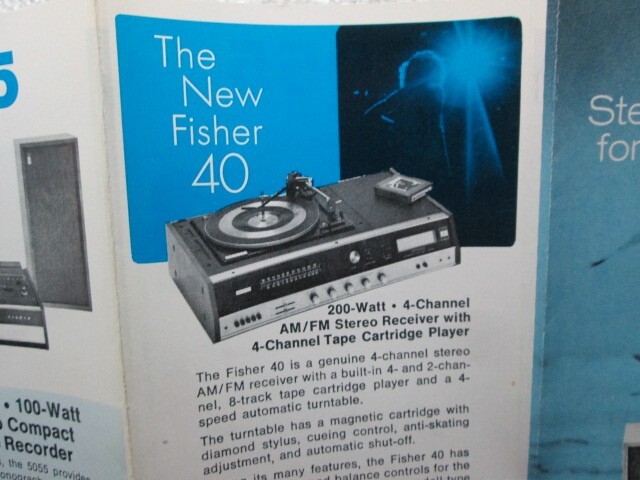 5
The
New
Fisher
40
200-Watt • 4-Channel
AM/FM Stereo Receiver with
4-Channel Tape Cartridge Player
The Fisher 40 is a genuine 4-channel stereo
AM/FM receiver with a built-in 4- and 2-chan-
nel, 8-track tape cartridge player and a 4-
speed automatic turntable.
The turntable has a magnetic cartridge with
diamond stylus, cueing control, anti-skating
adjustment, and automatic shut-off.
its many features, the Fisher 40 has
balance controls for the
• 100-Watt
Compact
Recorder
the 5055 provides
Ste
for